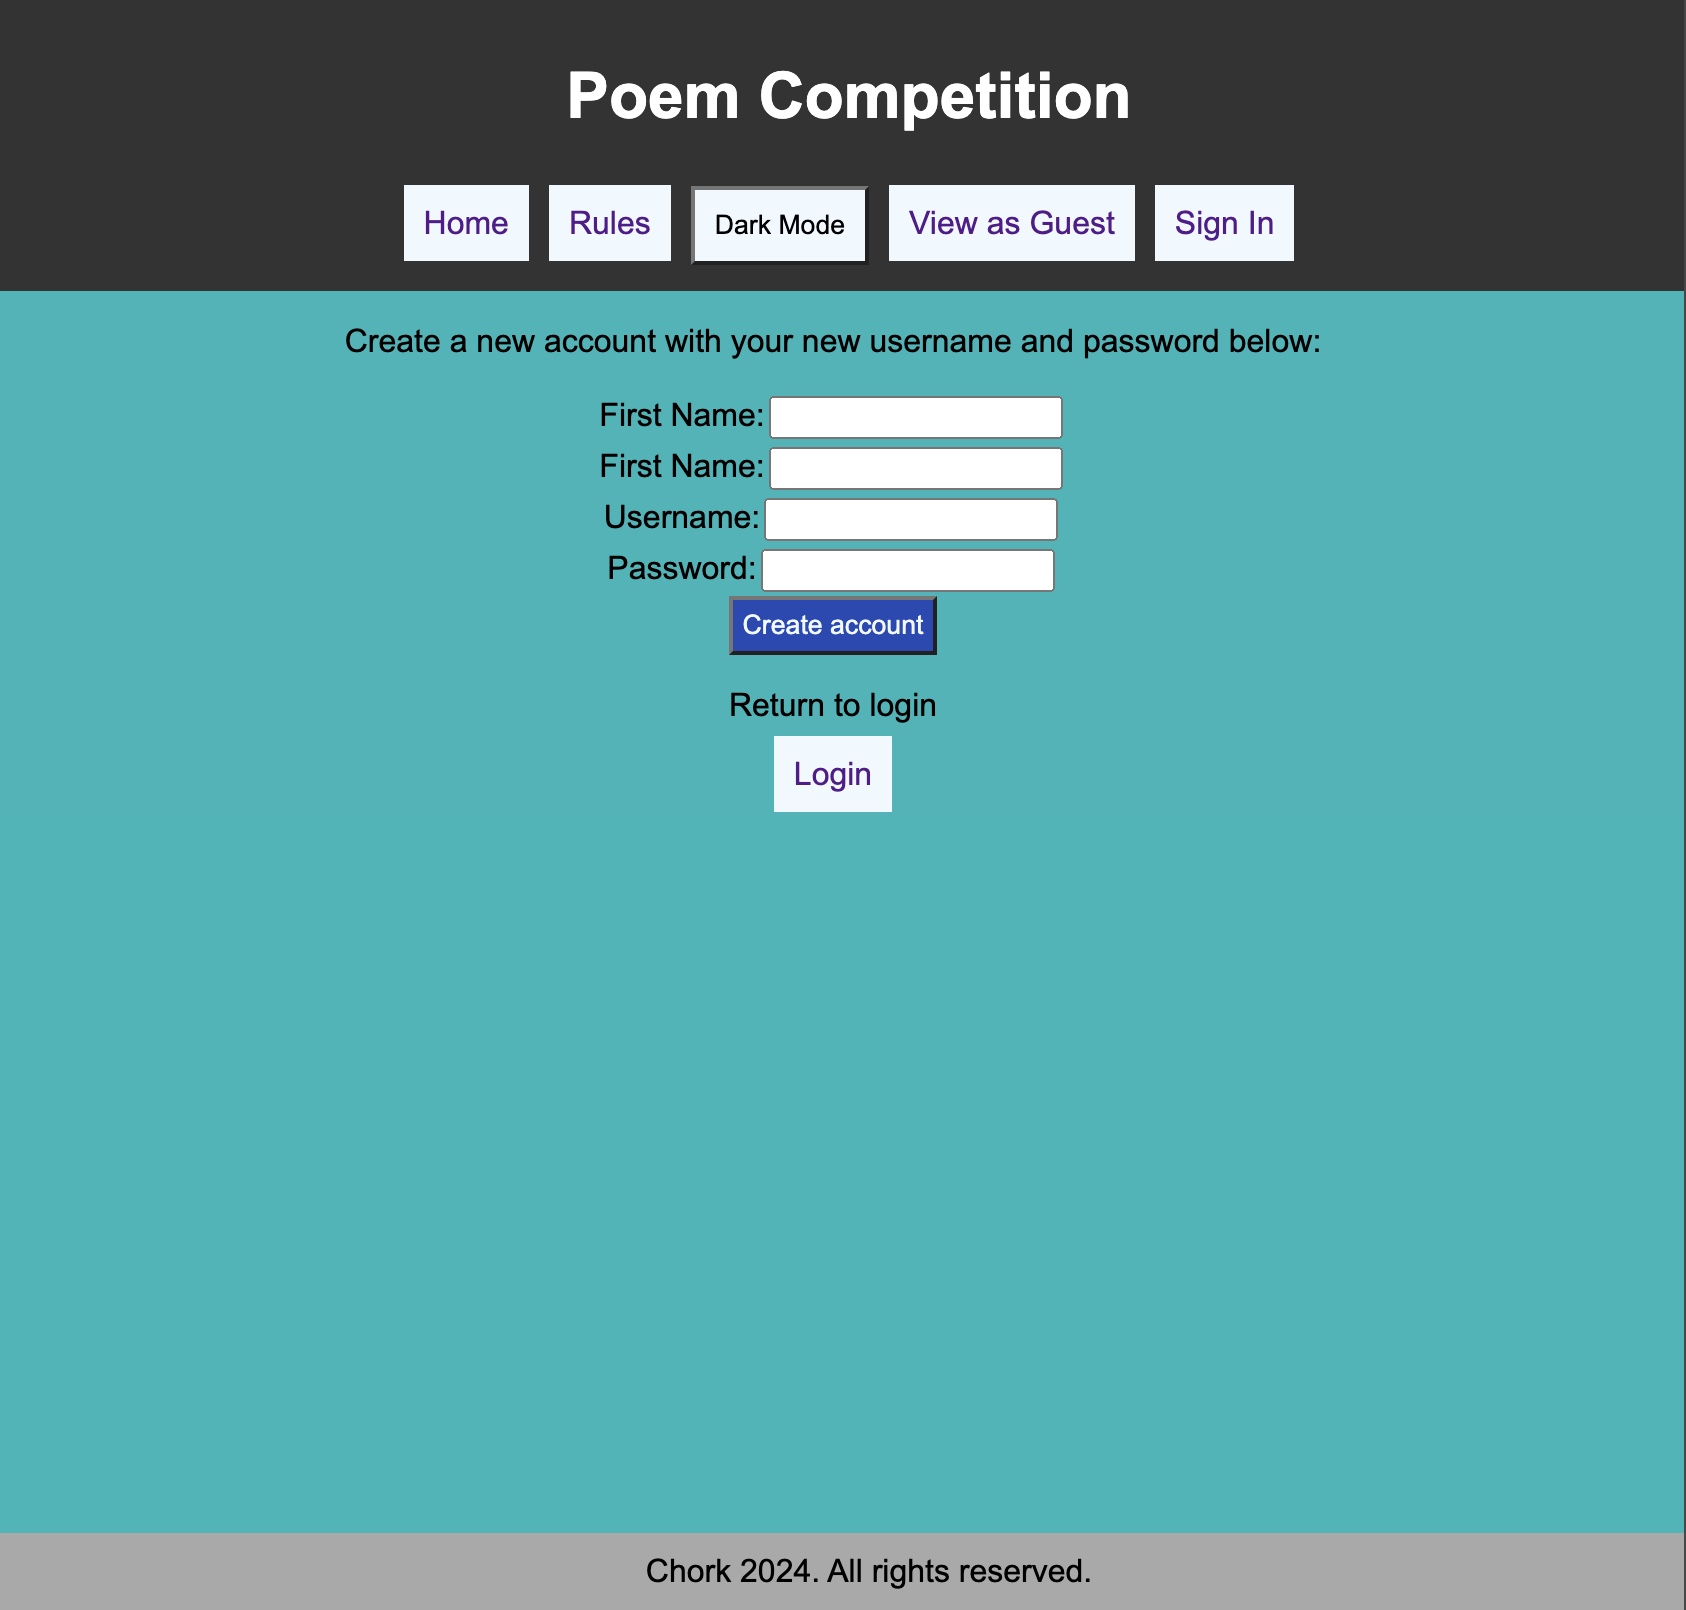 Poem Competition
Home Rules Dark Mode View as Guest Sign In
Create a new account with your new username and password below:
First Name:
First Name:
Username:
Password:
Create account
Return to login
Login
Chork 2024. All rights reserved.